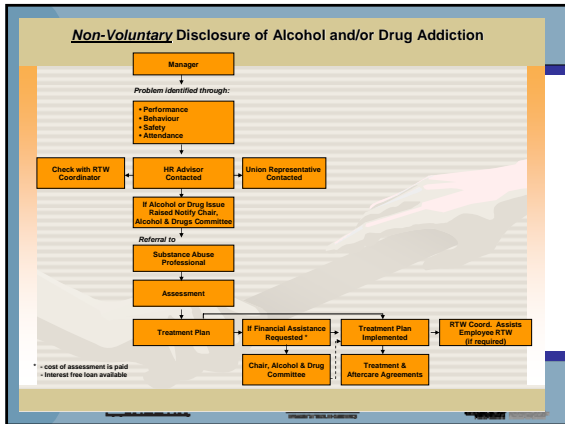 Non-Voluntary Disclosure of Alcohol and/or Drug Addiction
Manager
Problem identified through:
• Performance
• Behaviour
• Safety
• Attendance
Check with RTW
Coordinator
HR Advisor
Contacted
Union Representative
Contacted
If Alcohol or Drug Issue
Raised Notify Chair,
Alcohol & Drugs Committee
Referral to
Substance Abuse
Professional
Assessment
Treatment Plan
If Financial Assistance
Requested *
Treatment Plan
Implemented
RTW Coord. Assists
Employee RTW
(if required)
Chair, Alcohol & Drug
Committee
Treatment &
Aftercare Agreements
* - cost of assessment is paid
- Interest free loan available